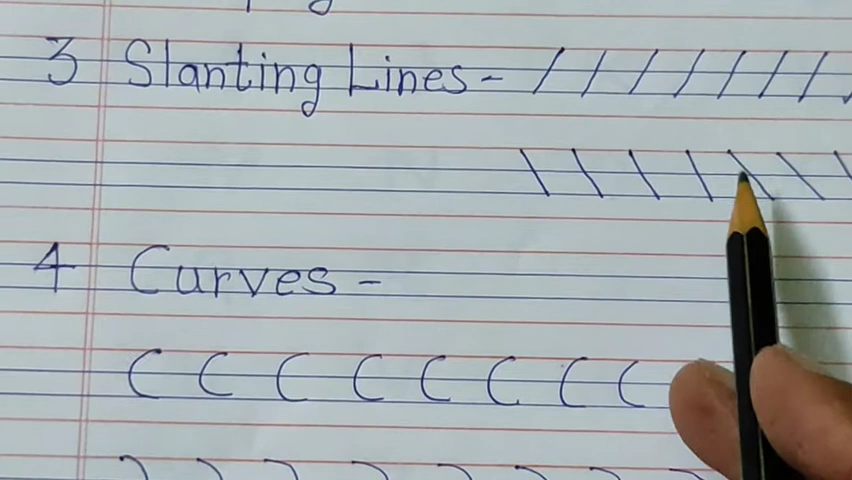 3 Slanting Lines - / / / / / / /
\ \ \ \ \ \ \
4 Curves -
C C C C C C C C